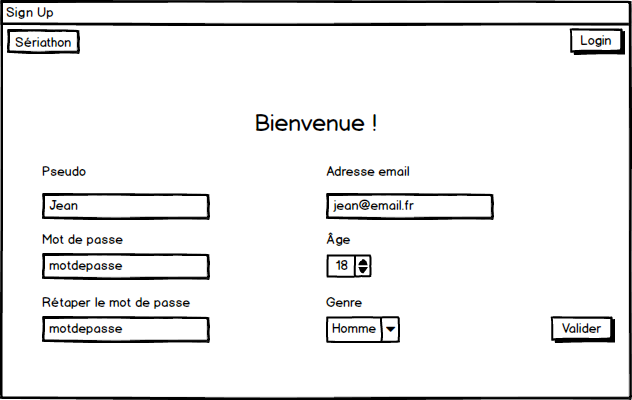 Sign Up
Sériathon
Login
Bienvenue !
Pseudo
Adresse email
Jean
jean@email.fr
Mot de passe
Âge
motdepasse
18
Rétaper le mot de passe
Genre
motdepasse
Homme
Valider